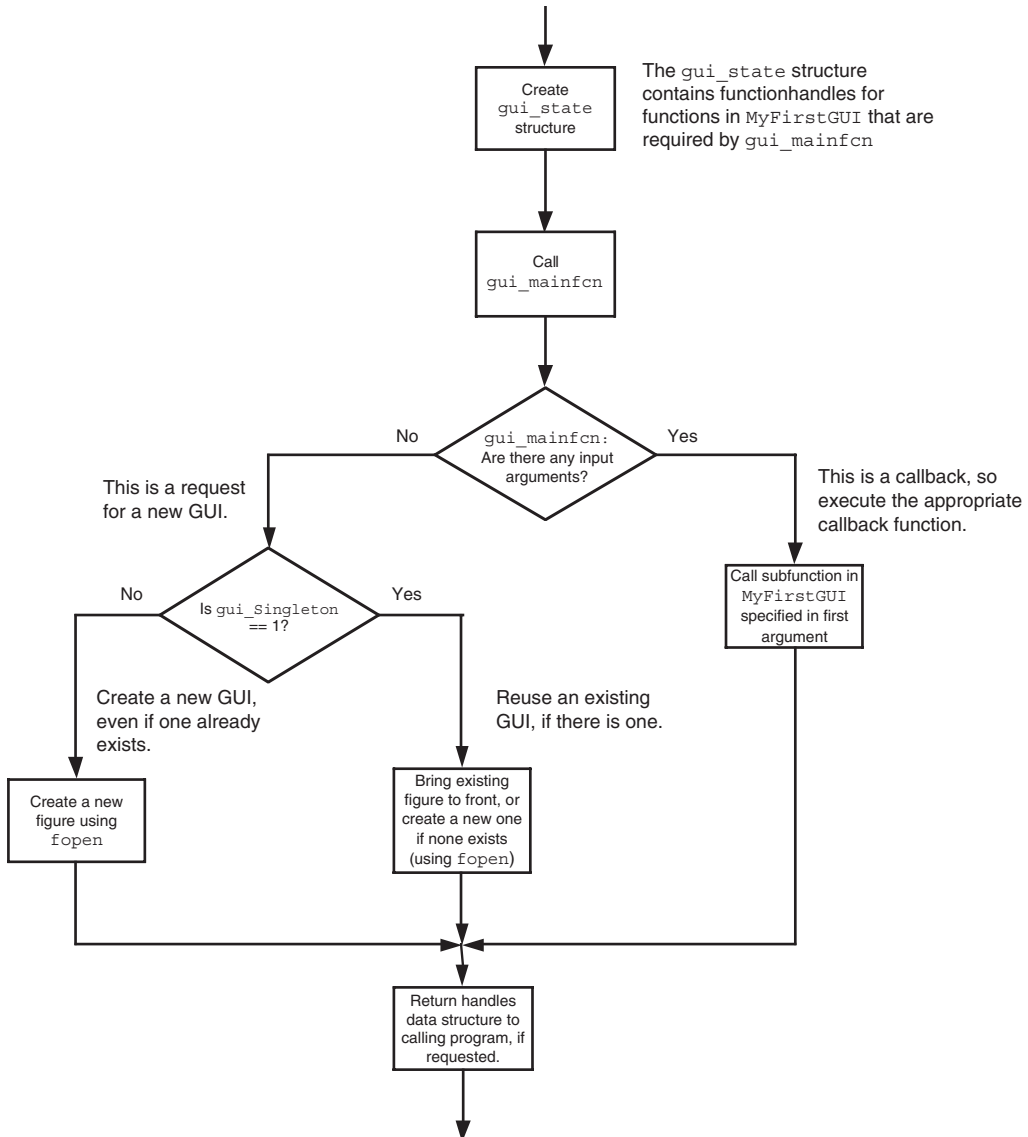 Create
gui_state
structure
The gui_state structure
contains functionhandles for
functions in MyFirstGUI that are
required by gui_mainfcn
Call
gui_mainfcn
No
gui_mainfcn:
Are there any input
arguments?
Yes
This is a request
for a new GUI.
This is a callback, so
execute the appropriate
callback function.
No
Is gui_Singleton
== 1?
Yes
Call subfunction in
MyFirstGUI
specified in first
argument
Create a new GUI,
even if one already
exists.
Reuse an existing
GUI, if there is one.
Create a new
figure using
fopen
Bring existing
figure to front, or
create a new one
if none exists
(using fopen)
Return handles
data structure to
calling program, if
requested.